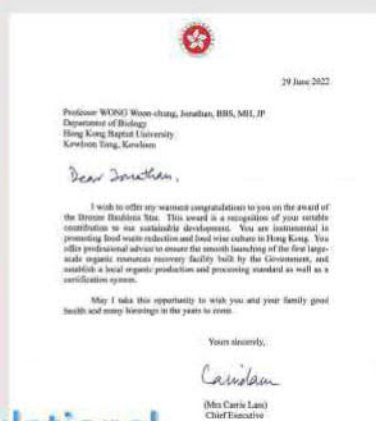 29 June 2022
Professor WONG Woon-chung, Jonathan, BBS, MH, JP
Department of Biology
Hong Kong Baptist University
Kowloon Tong, Kowloon
Dear Jonathan,
I wish to offer my warmest congratulations to you on the award of
the Bronze Bauhinia Star. This award is a recognition of your notable
contribution to our sustainable development. You are instrumental in
promoting food waste reduction and food wise culture in Hong Kong. You
offer professional advice to ensure the smooth launching of the first large-
scale organic resources recovery facility built by the Government, and
establish a local organic production and processing standard as well as a
certification system.
May I take this opportunity to wish you and your family good
health and many blessings in the years to come.
Yours sincerely,
(Mrs Carrie Lam)
Chief Executive